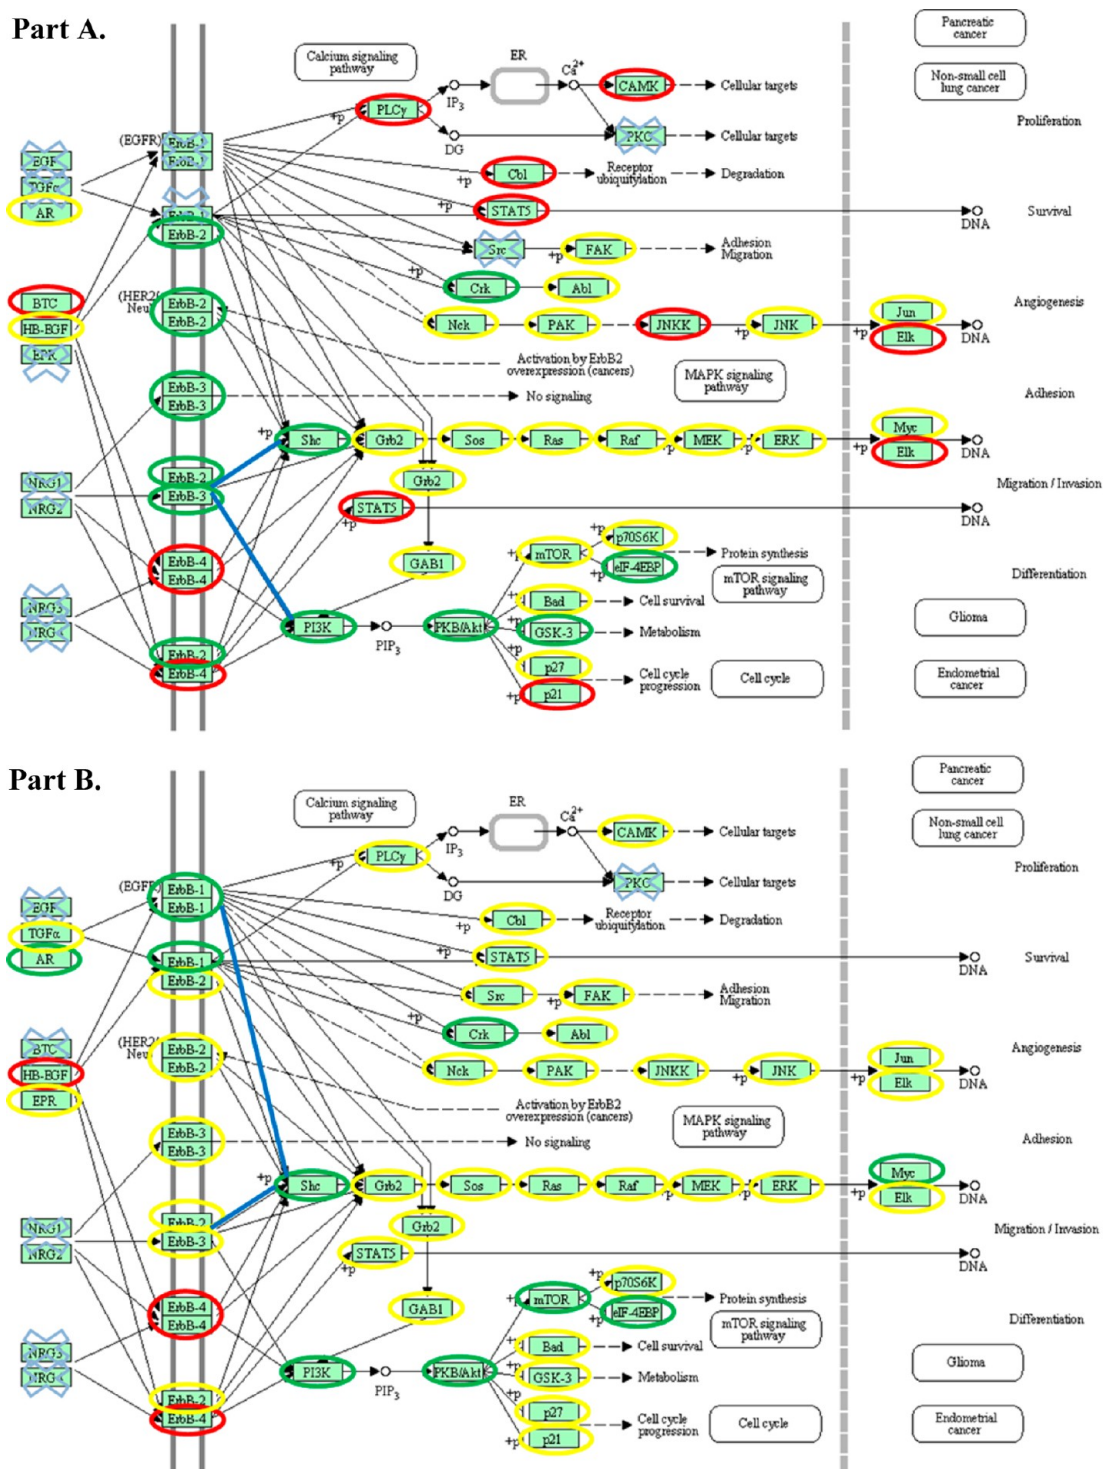 Part A.
Calcium signaling
pathway
ER
Ca2+
IP3
DG
+p
PLCγ
CAMK
Cellular targets
PKC
Cellular targets
Pancreatic
cancer
Non-small cell
lung cancer
Proliferation
(EGFR)
ErbB-1
ErbB-1
EGF
TGFα
AR
ErbB-1
ErbB-2
+p
Cbl
Receptor
ubiquitylation
Degradation
STAT5
DNA
Survival
Src
+p
FAK
Adhesion
Migration
+p
Crk
Abl
BTC
HB-EGF
EPR
(HER2/
Neu
ErbB-2
ErbB-2
Nck
PAK
JNKK
+p
JNK
+p
Jun
Elk
DNA
Angiogenesis
Activation by ErbB2
overexpression (cancers)
MAPK signaling
pathway
ErbB-3
ErbB-3
No signaling
Adhesion
+p
Shc
Grb2
Sos
Ras
Raf
+p
MEK
+p
ERK
+p
Myc
Elk
DNA
NRG1
NRG2
ErbB-2
ErbB-3
Grb2
Migration / Invasion
STAT5
+p
DNA
ErbB-4
ErbB-4
GAB1
+p
mTOR
+p
p70S6K
+p
eIF-4EBP
Protein synthesis
mTOR signaling
pathway
Differentiation
NRG3
NRG4
PI3K
PIP3
PKB/Akt
+p
Bad
Cell survival
+p
GSK-3
Metabolism
Glioma
ErbB-2
ErbB-4
+p
p27
+p
p21
Cell cycle
progression
Cell cycle
Endometrial
cancer
Part B.
Calcium signaling
pathway
ER
Ca2+
IP3
DG
+p
PLCγ
CAMK
Cellular targets
PKC
Cellular targets
Pancreatic
cancer
Non-small cell
lung cancer
Proliferation
(EGFR
ErbB-1
ErbB-1
EGF
TGFα
AR
ErbB-1
ErbB-2
+p
Cbl
Receptor
ubiquitylation
Degradation
STAT5
DNA
Survival
Src
+p
FAK
Adhesion
Migration
+p
Crk
Abl
BTC
HB-EGF
EPR
(HER2/
Neu
ErbB-2
ErbB-2
Nck
PAK
JNKK
+p
JNK
+p
Jun
Elk
DNA
Angiogenesis
Activation by ErbB2
overexpression (cancers)
MAPK signaling
pathway
ErbB-3
ErbB-3
No signaling
Adhesion
+p
Shc
Grb2
Sos
Ras
Raf
+p
MEK
+p
ERK
+p
Myc
Elk
DNA
NRG1
NRG2
ErbB-2
ErbB-3
Grb2
Migration / Invasion
STAT5
+p
DNA
ErbB-4
ErbB-4
GAB1
+p
mTOR
+p
p70S6K
+p
eIF-4EBP
Protein synthesis
mTOR signaling
pathway
Differentiation
NRG3
NRG4
PI3K
PIP3
PKB/Akt
+p
Bad
Cell survival
+p
GSK-3
Metabolism
Glioma
ErbB-2
ErbB-4
+p
p27
+p
p21
Cell cycle
progression
Cell cycle
Endometrial
cancer